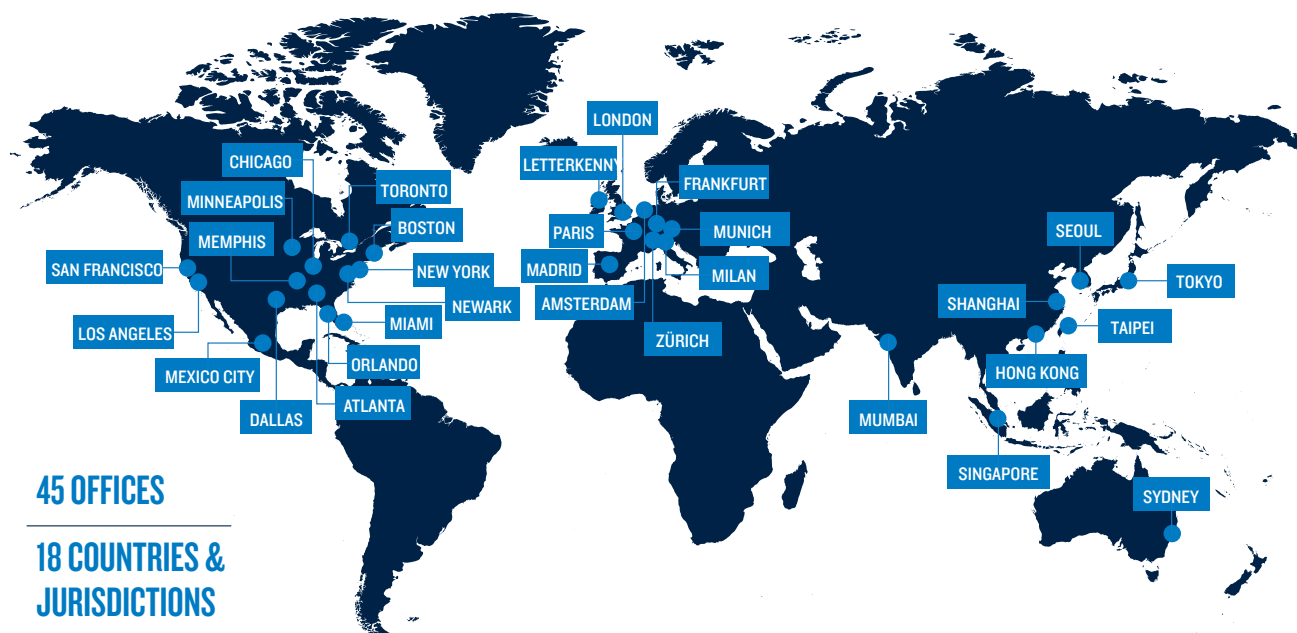 LONDON
CHICAGO
LETTERKENNY
FRANKFURT
TORONTO
MINNEAPOLIS
BOSTON
PARIS
MUNICH
SEOUL
MEMPHIS
SAN FRANCISCO
NEW YORK
MADRID
MILAN
TOKYO
NEWARK
AMSTERDAM
SHANGHAI
LOS ANGELES
MIAMI
ZÜRICH
TAIPEI
MEXICO CITY
ORLANDO
HONG KONG
DALLAS
ATLANTA
MUMBAI
SINGAPORE
SYDNEY
45 OFFICES
18 COUNTRIES &
JURISDICTIONS